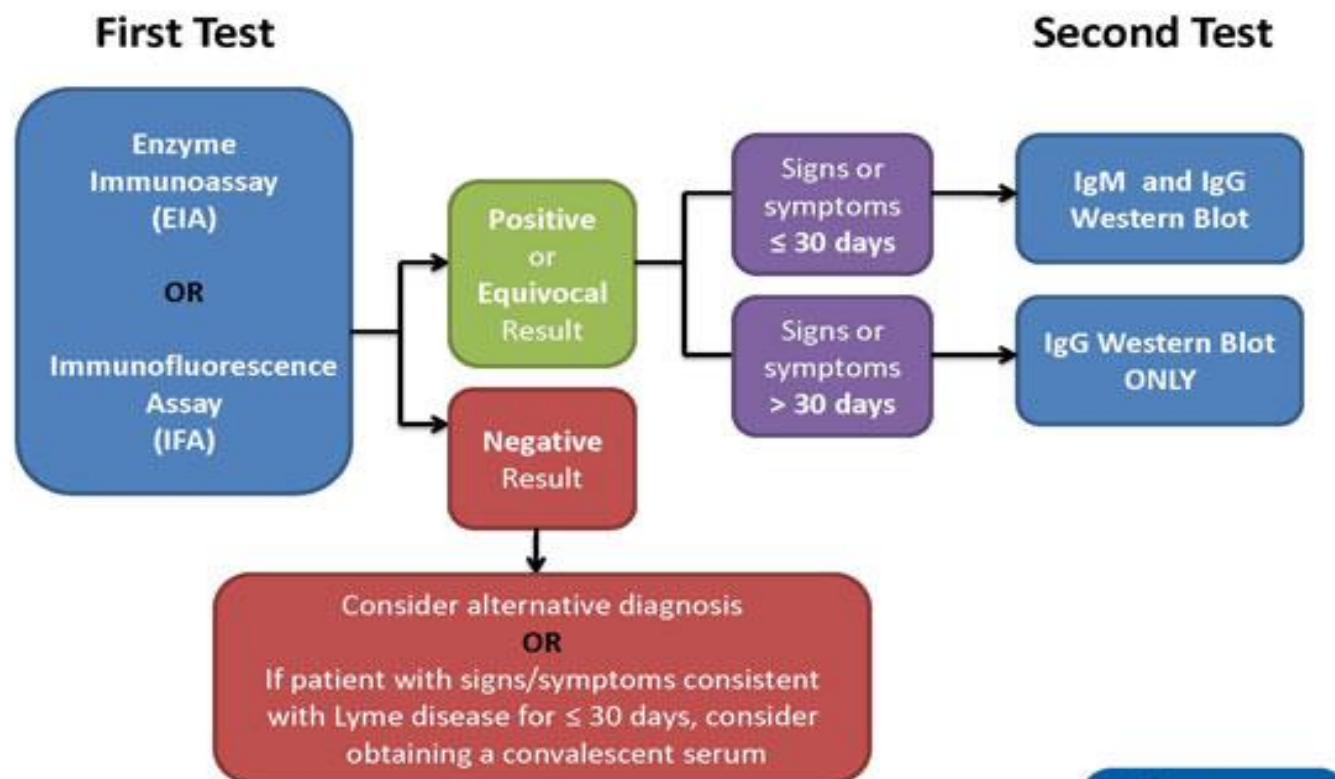 First Test
Second Test
Enzyme
Immunoassay
(EIA)
OR
Immunofluorescence
Assay
(IFA)
Positive
or
Equivocal
Result
Negative
Result
Signs or
symptoms
≤ 30 days
Signs or
symptoms
> 30 days
IgM and IgG
Western Blot
IgG Western Blot
ONLY
Consider alternative diagnosis
OR
If patient with signs/symptoms consistent
with Lyme disease for ≤ 30 days, consider
obtaining a convalescent serum